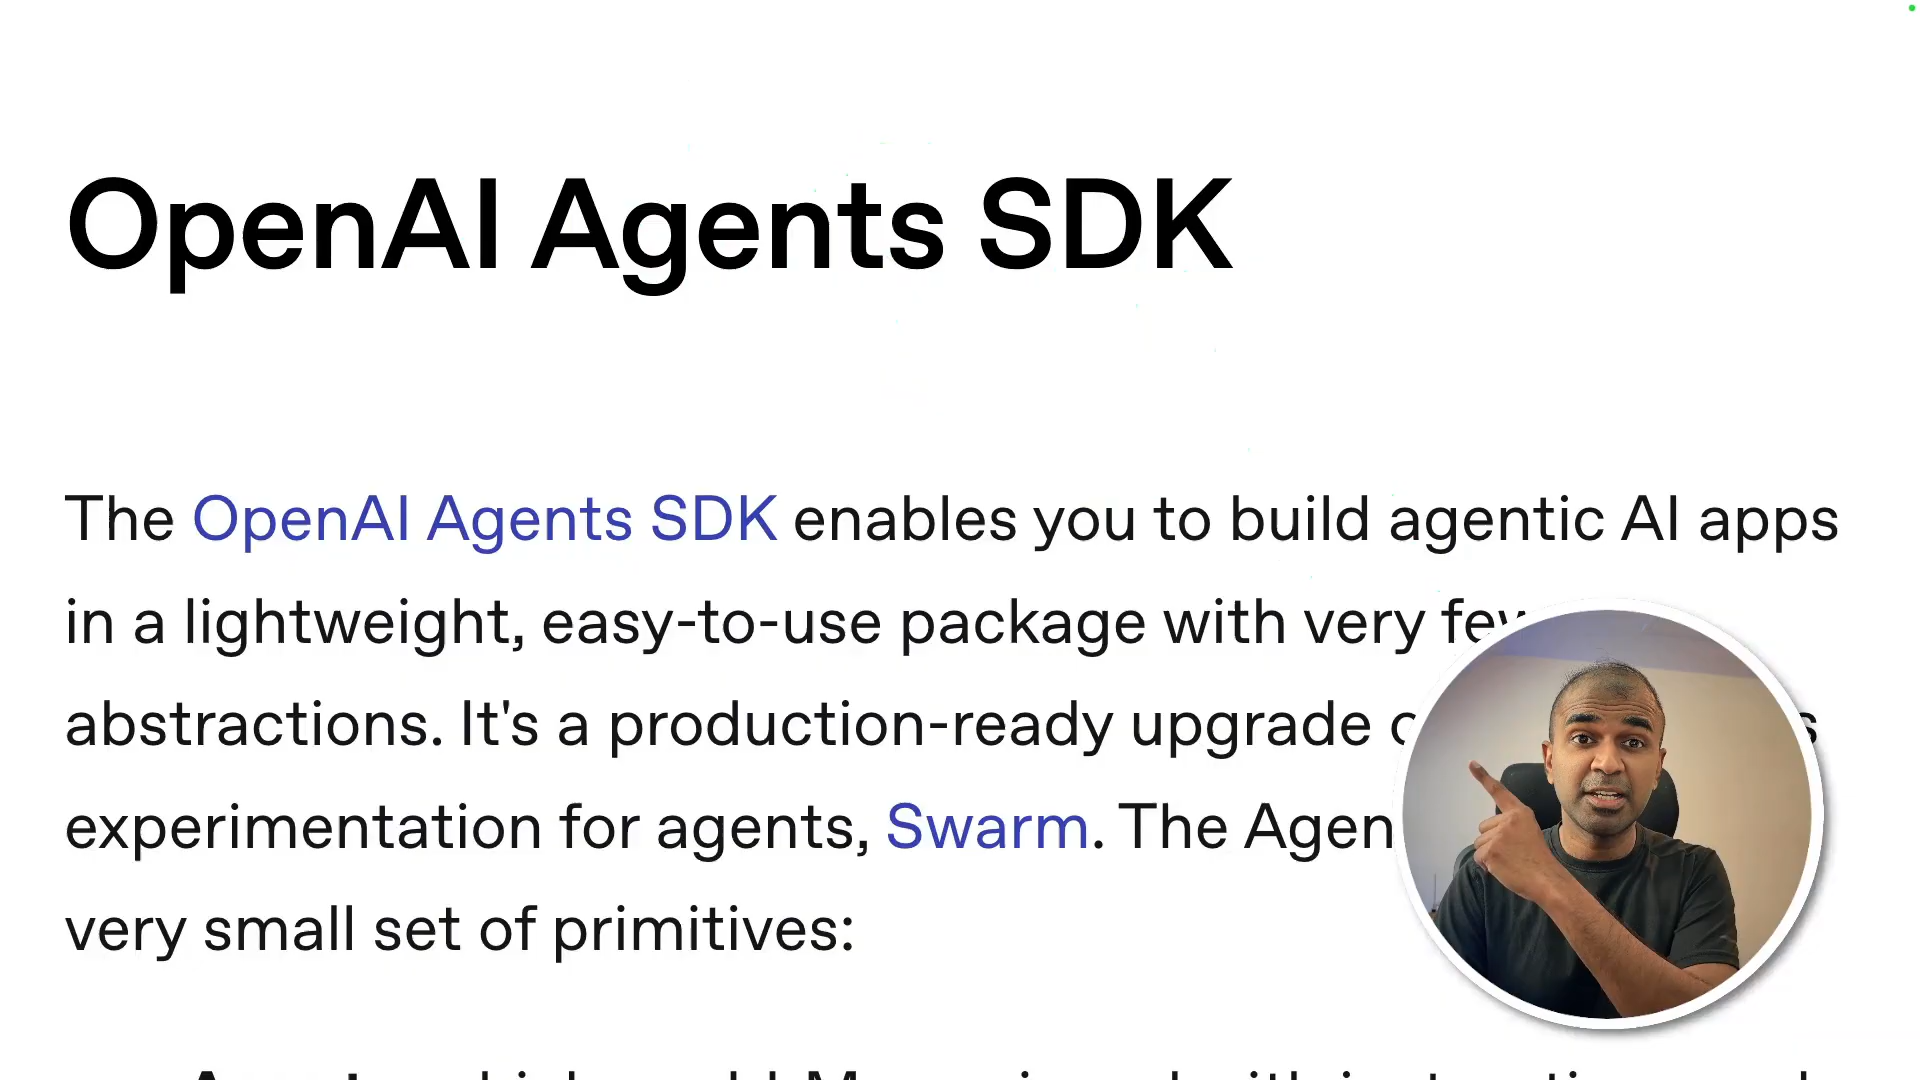 OpenAI Agents SDK
The OpenAI Agents SDK enables you to build agentic AI apps
in a lightweight, easy-to-use package with very few
abstractions. It's a production-ready upgrade
experimentation for agents, Swarm. The
very small set of primitives: